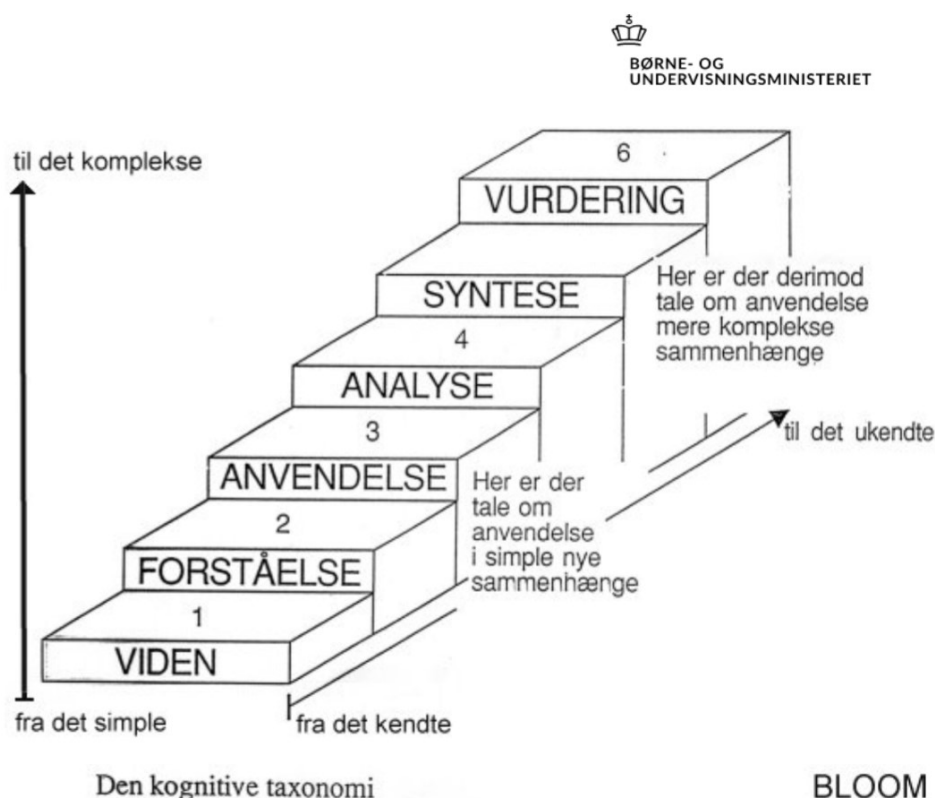 BØRNE- OG
UNDERVISNINGSMINISTERIET
til det komplekse
6
VURDERING
SYNTESE
Her er der derimod
tale om anvendelse
mere komplekse
sammenhænge
4
ANALYSE
til det ukendte
3
ANVENDELSE
Her er der
tale om
anvendelse
i simple nye
sammenhænge
2
FORSTÅELSE
1
VIDEN
fra det simple
fra det kendte
Den kognitive taxonomi
BLOOM